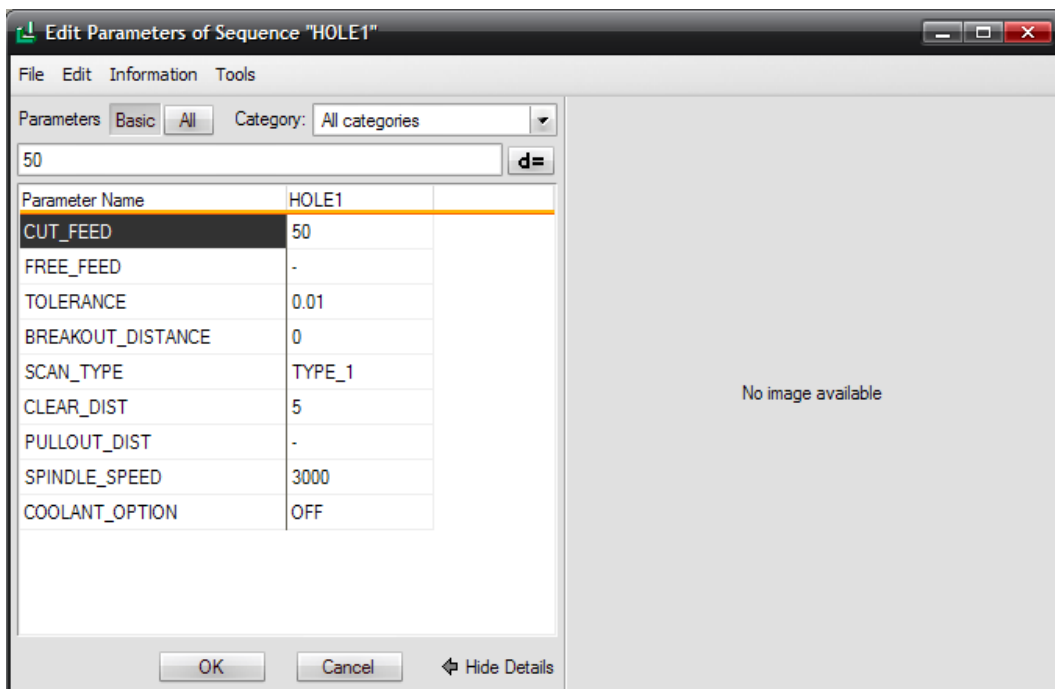 Edit Parameters of Sequence "HOLE1"
File Edit Information Tools
Parameters Basic All Category: All categories
50 d=
Parameter Name HOLE1
CUT_FEED 50
FREE_FEED -
TOLERANCE 0.01
BREAKOUT_DISTANCE 0
SCAN_TYPE TYPE_1
CLEAR_DIST 5
PULLOUT_DIST -
SPINDLE_SPEED 3000
COOLANT_OPTION OFF
No image available
OK Cancel Hide Details